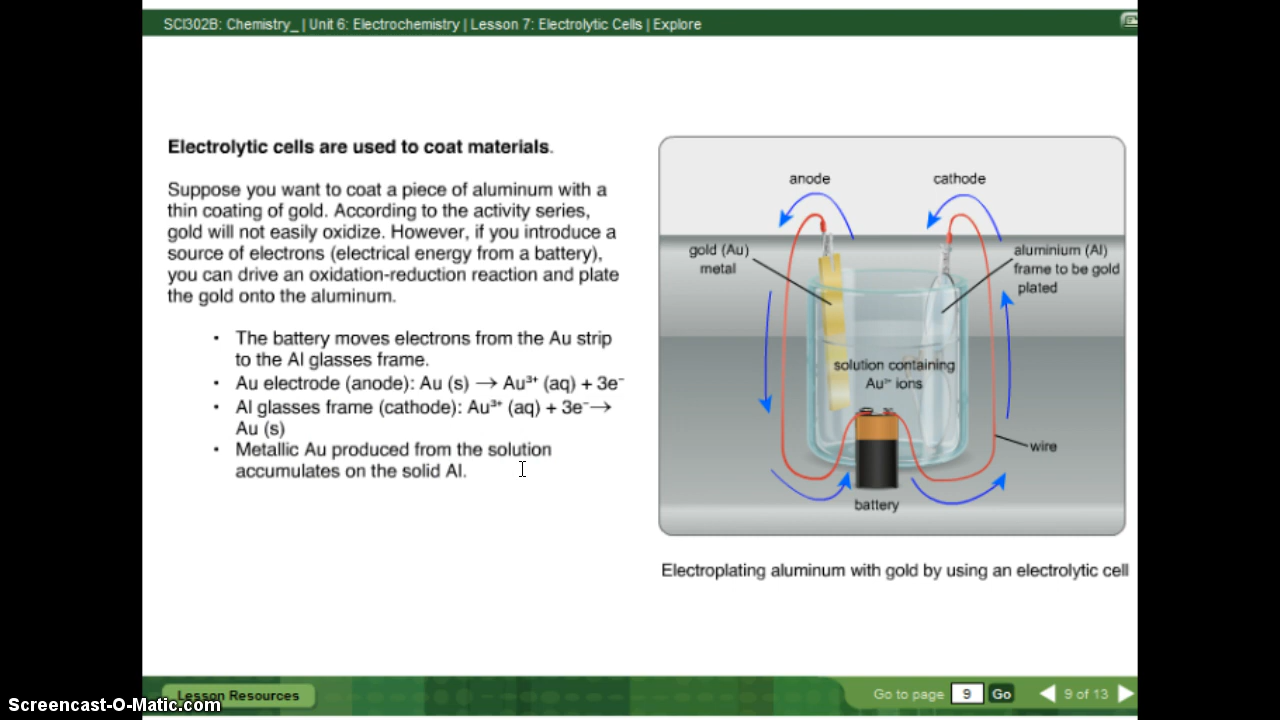 SCI302B: Chemistry_ | Unit 6: Electrochemistry | Lesson 7: Electrolytic Cells | Explore
Electrolytic cells are used to coat materials.
Suppose you want to coat a piece of aluminum with a
thin coating of gold. According to the activity series,
gold will not easily oxidize. However, if you introduce a
source of electrons (electrical energy from a battery),
you can drive an oxidation-reduction reaction and plate
the gold onto the aluminum.
• The battery moves electrons from the Au strip
to the Al glasses frame.
• Au electrode (anode): Au (s) → Au³⁺ (aq) + 3e⁻
• Al glasses frame (cathode): Au³⁺ (aq) + 3e⁻→
Au (s)
• Metallic Au produced from the solution
accumulates on the solid Al.
anode
cathode
gold (Au)
metal
aluminium (Al)
frame to be gold
plated
solution containing
Au³⁺ ions
wire
battery
Electroplating aluminum with gold by using an electrolytic cell
Lesson Resources
Go to page 9 Go 9 of 13
Screencast-O-Matic.com